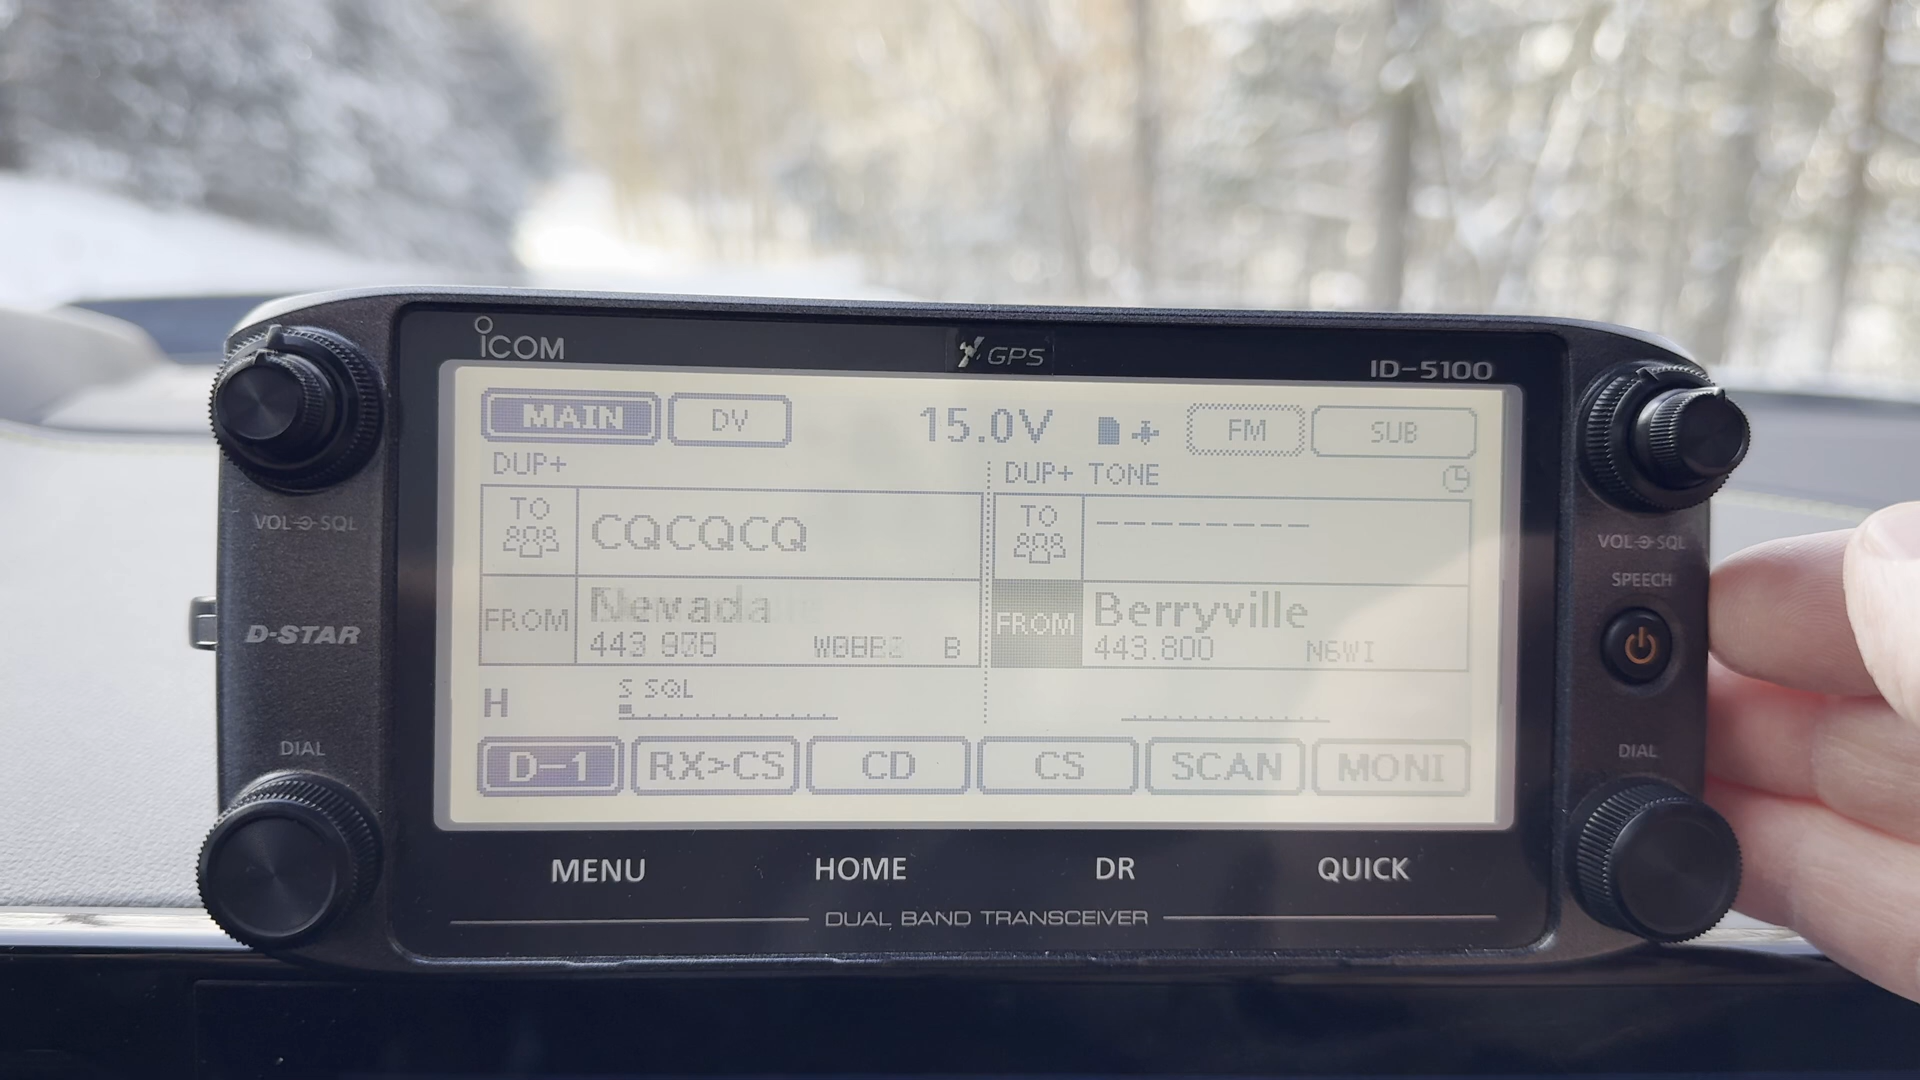 ICOM
GPS
ID-5100
MAIN DV 15.0V FM SUB
DUP+ DUP+ TONE
TO CQCQCQ TO --------
FROM Nevada FROM Berryville
B 443.800 N6WI
H S SQL
D-1 RX>CS CD CS SCAN MONI
VOL SQL
D-STAR
DIAL
VOL SQL
SPEECH
DIAL
MENU HOME DR QUICK
DUAL BAND TRANSCEIVER